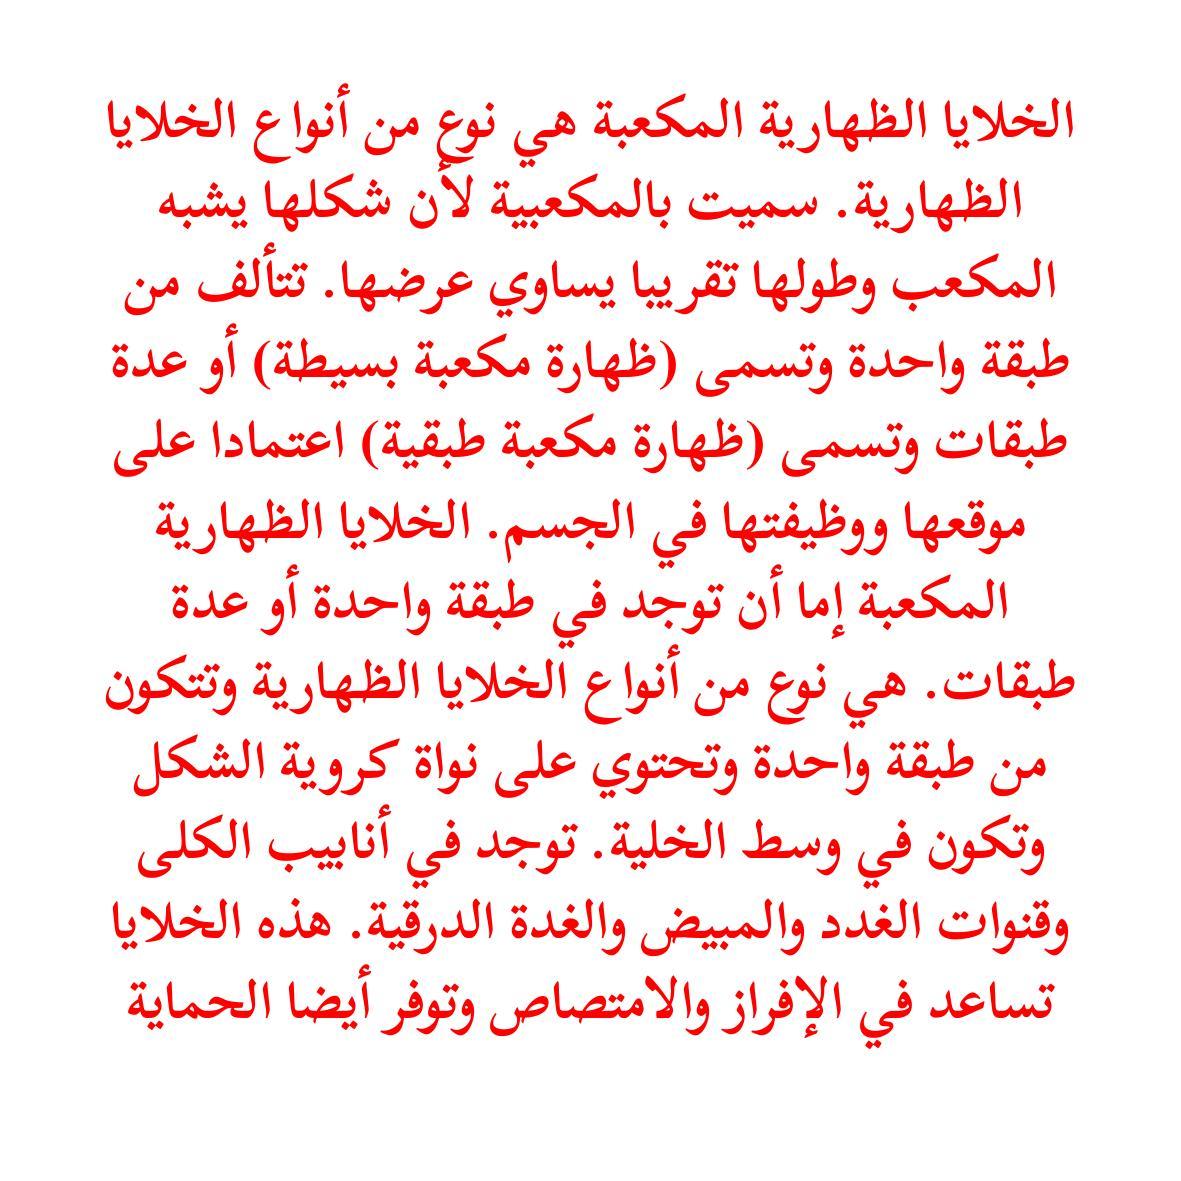 الخلايا الظهارية المكعبة هي نوع من أنواع الخلايا
الظهارية. سميت بالمكعبية لأن شكلها يشبه
المكعب وطولها تقريبا يساوي عرضها. تتألف من
طبقة واحدة وتسمى (ظهارة مكعبة بسيطة) أو عدة
طبقات وتسمى (ظهارة مكعبة طبقية) اعتمادا على
موقعها ووظيفتها في الجسم. الخلايا الظهارية
المكعبة إما أن توجد في طبقة واحدة أو عدة
طبقات. هي نوع من أنواع الخلايا الظهارية وتتكون
من طبقة واحدة وتحتوي على نواة كروية الشكل
وتكون في وسط الخلية. توجد في أنابيب الكلى
وقنوات الغدد والمبيض والغدة الدرقية. هذه الخلايا
تساعد في الإفراز والامتصاص وتوفر أيضا الحماية